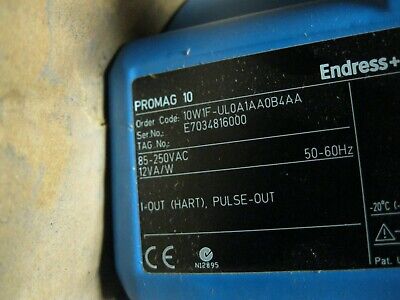 Endress+
PROMAG 10
Order Code: 10W1F-UL0A1AA0B4AA
Ser.No.: E7034816000
TAG No.:
85-250VAC 50-60Hz
12VA/W
I-OUT (HART), PULSE-OUT
-20°C (-
CE N12895
Pat. U